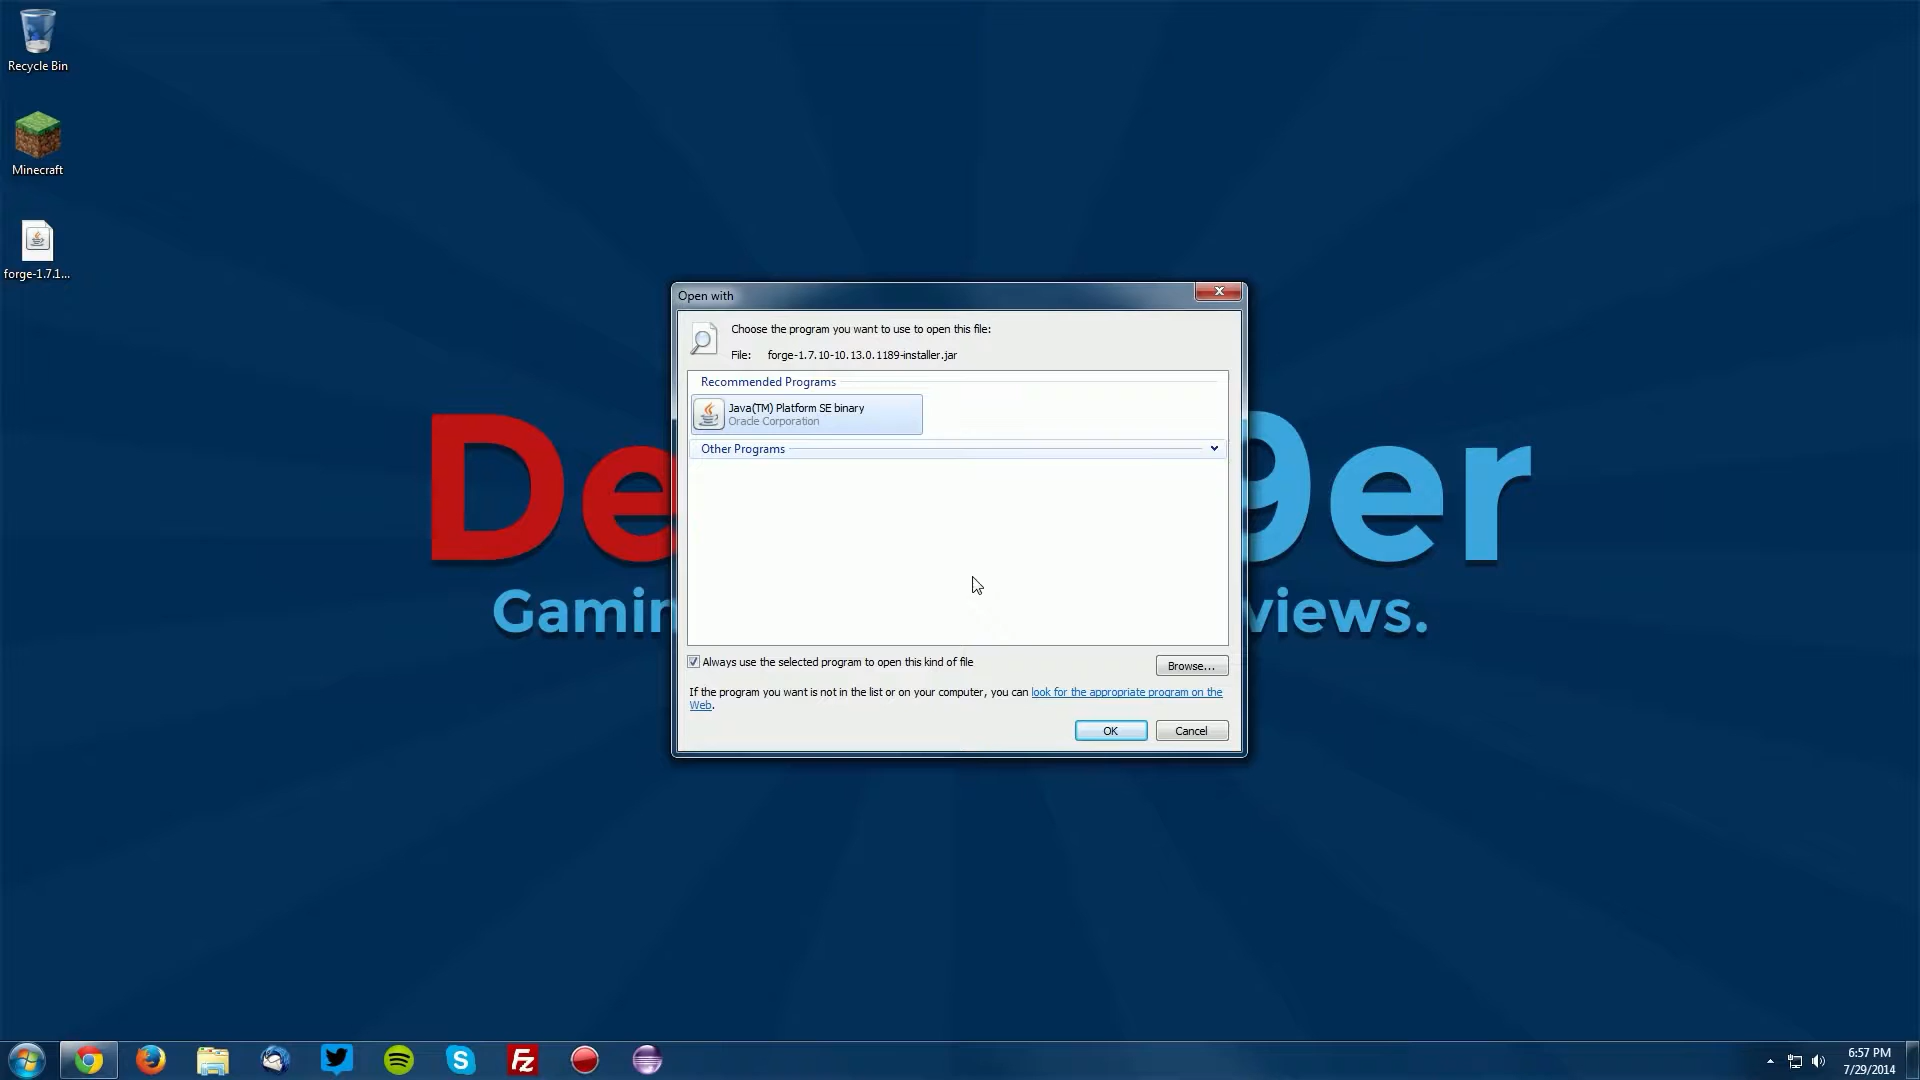 Recycle Bin
Minecraft
forge-1.7.1...
Open with
Choose the program you want to use to open this file:
File: forge-1.7.10-10.13.0.1189-installer.jar
Recommended Programs
Java(TM) Platform SE binary
Oracle Corporation
Other Programs
De 9er
Gamin views.
Always use the selected program to open this kind of file
Browse...
If the program you want is not in the list or on your computer, you can look for the appropriate program on the
Web.
OK
Cancel
6:57 PM
7/29/2014